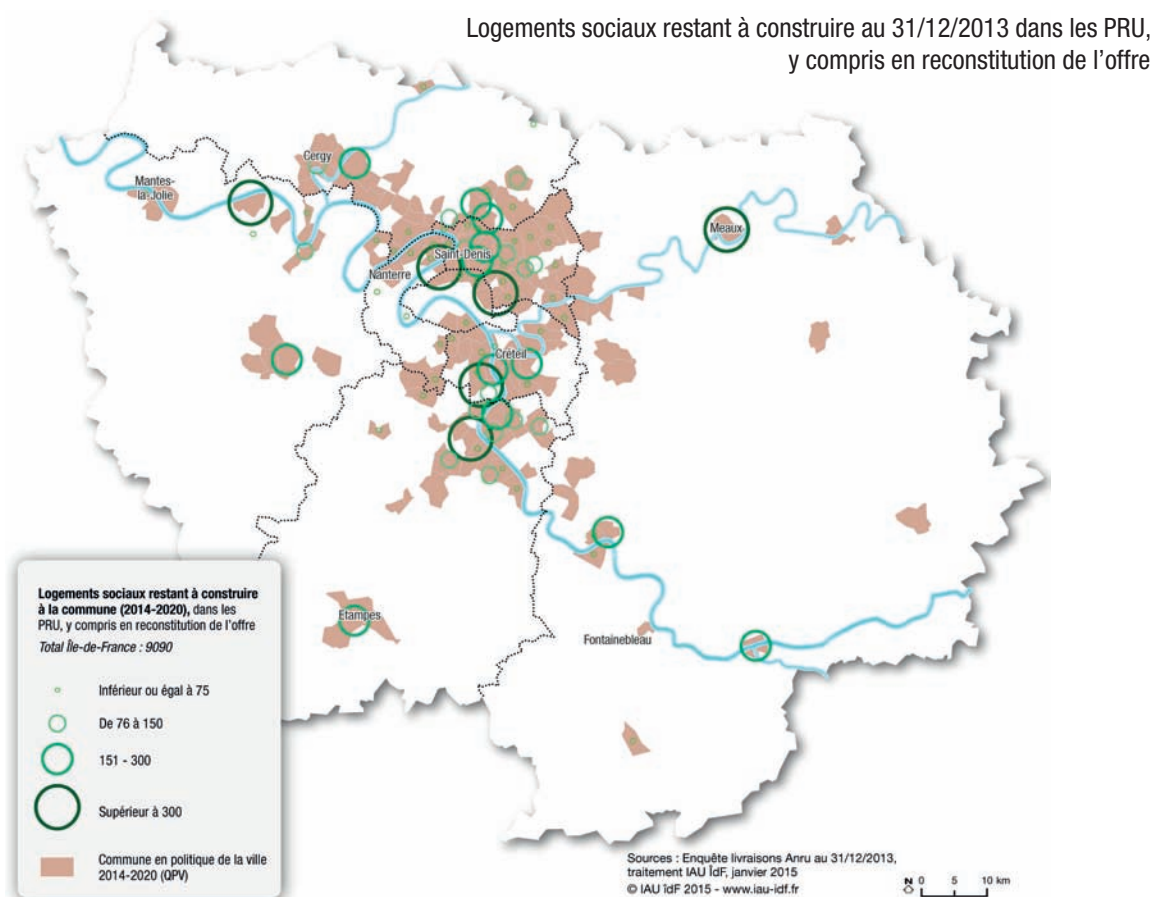 Logements sociaux restant à construire au 31/12/2013 dans les PRU,
y compris en reconstitution de l'offre
Cergy
Mantes-
la-Jolie
Meaux
Saint-Denis
Nanterre
Créteil
Logements sociaux restant à construire
à la commune (2014-2020), dans les
PRU, y compris en reconstitution de l'offre
Total Île-de-France : 9090
Inférieur ou égal à 75
De 76 à 150
151 - 300
Supérieur à 300
Commune en politique de la ville
2014-2020 (QPV)
Etampes
Fontainebleau
Sources : Enquête livraisons Anru au 31/12/2013,
traitement IAU ÎdF, janvier 2015
© IAU îdF 2015 - www.iau-idf.fr
N 0 5 10 km